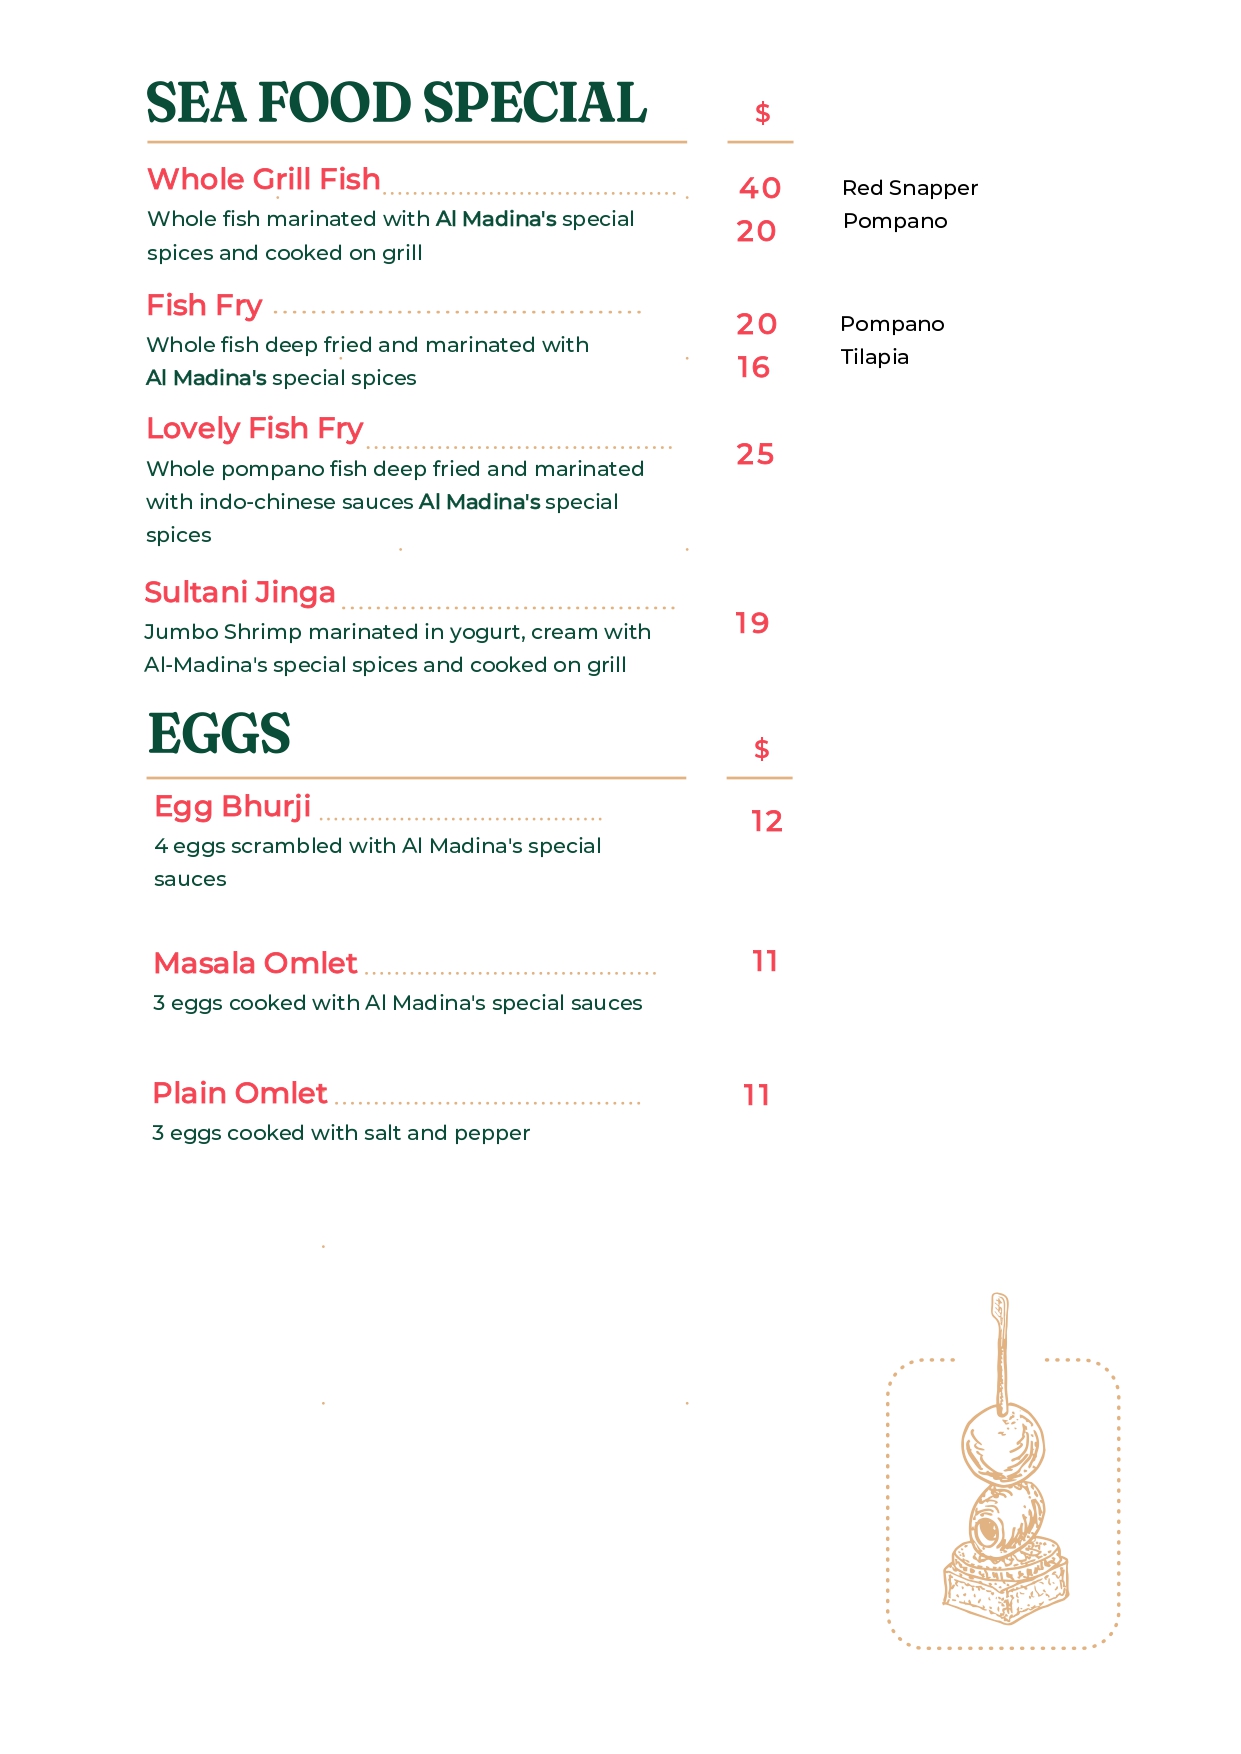 SEA FOOD SPECIAL $
Whole Grill Fish 40 Red Snapper
Whole fish marinated with Al Madina's special 20 Pompano
spices and cooked on grill
Fish Fry 20 Pompano
Whole fish deep fried and marinated with 16 Tilapia
Al Madina's special spices
Lovely Fish Fry 25
Whole pompano fish deep fried and marinated
with indo-chinese sauces Al Madina's special
spices
Sultani Jinga 19
Jumbo Shrimp marinated in yogurt, cream with
Al-Madina's special spices and cooked on grill
EGGS $
Egg Bhurji 12
4 eggs scrambled with Al Madina's special
sauces
Masala Omlet 11
3 eggs cooked with Al Madina's special sauces
Plain Omlet 11
3 eggs cooked with salt and pepper